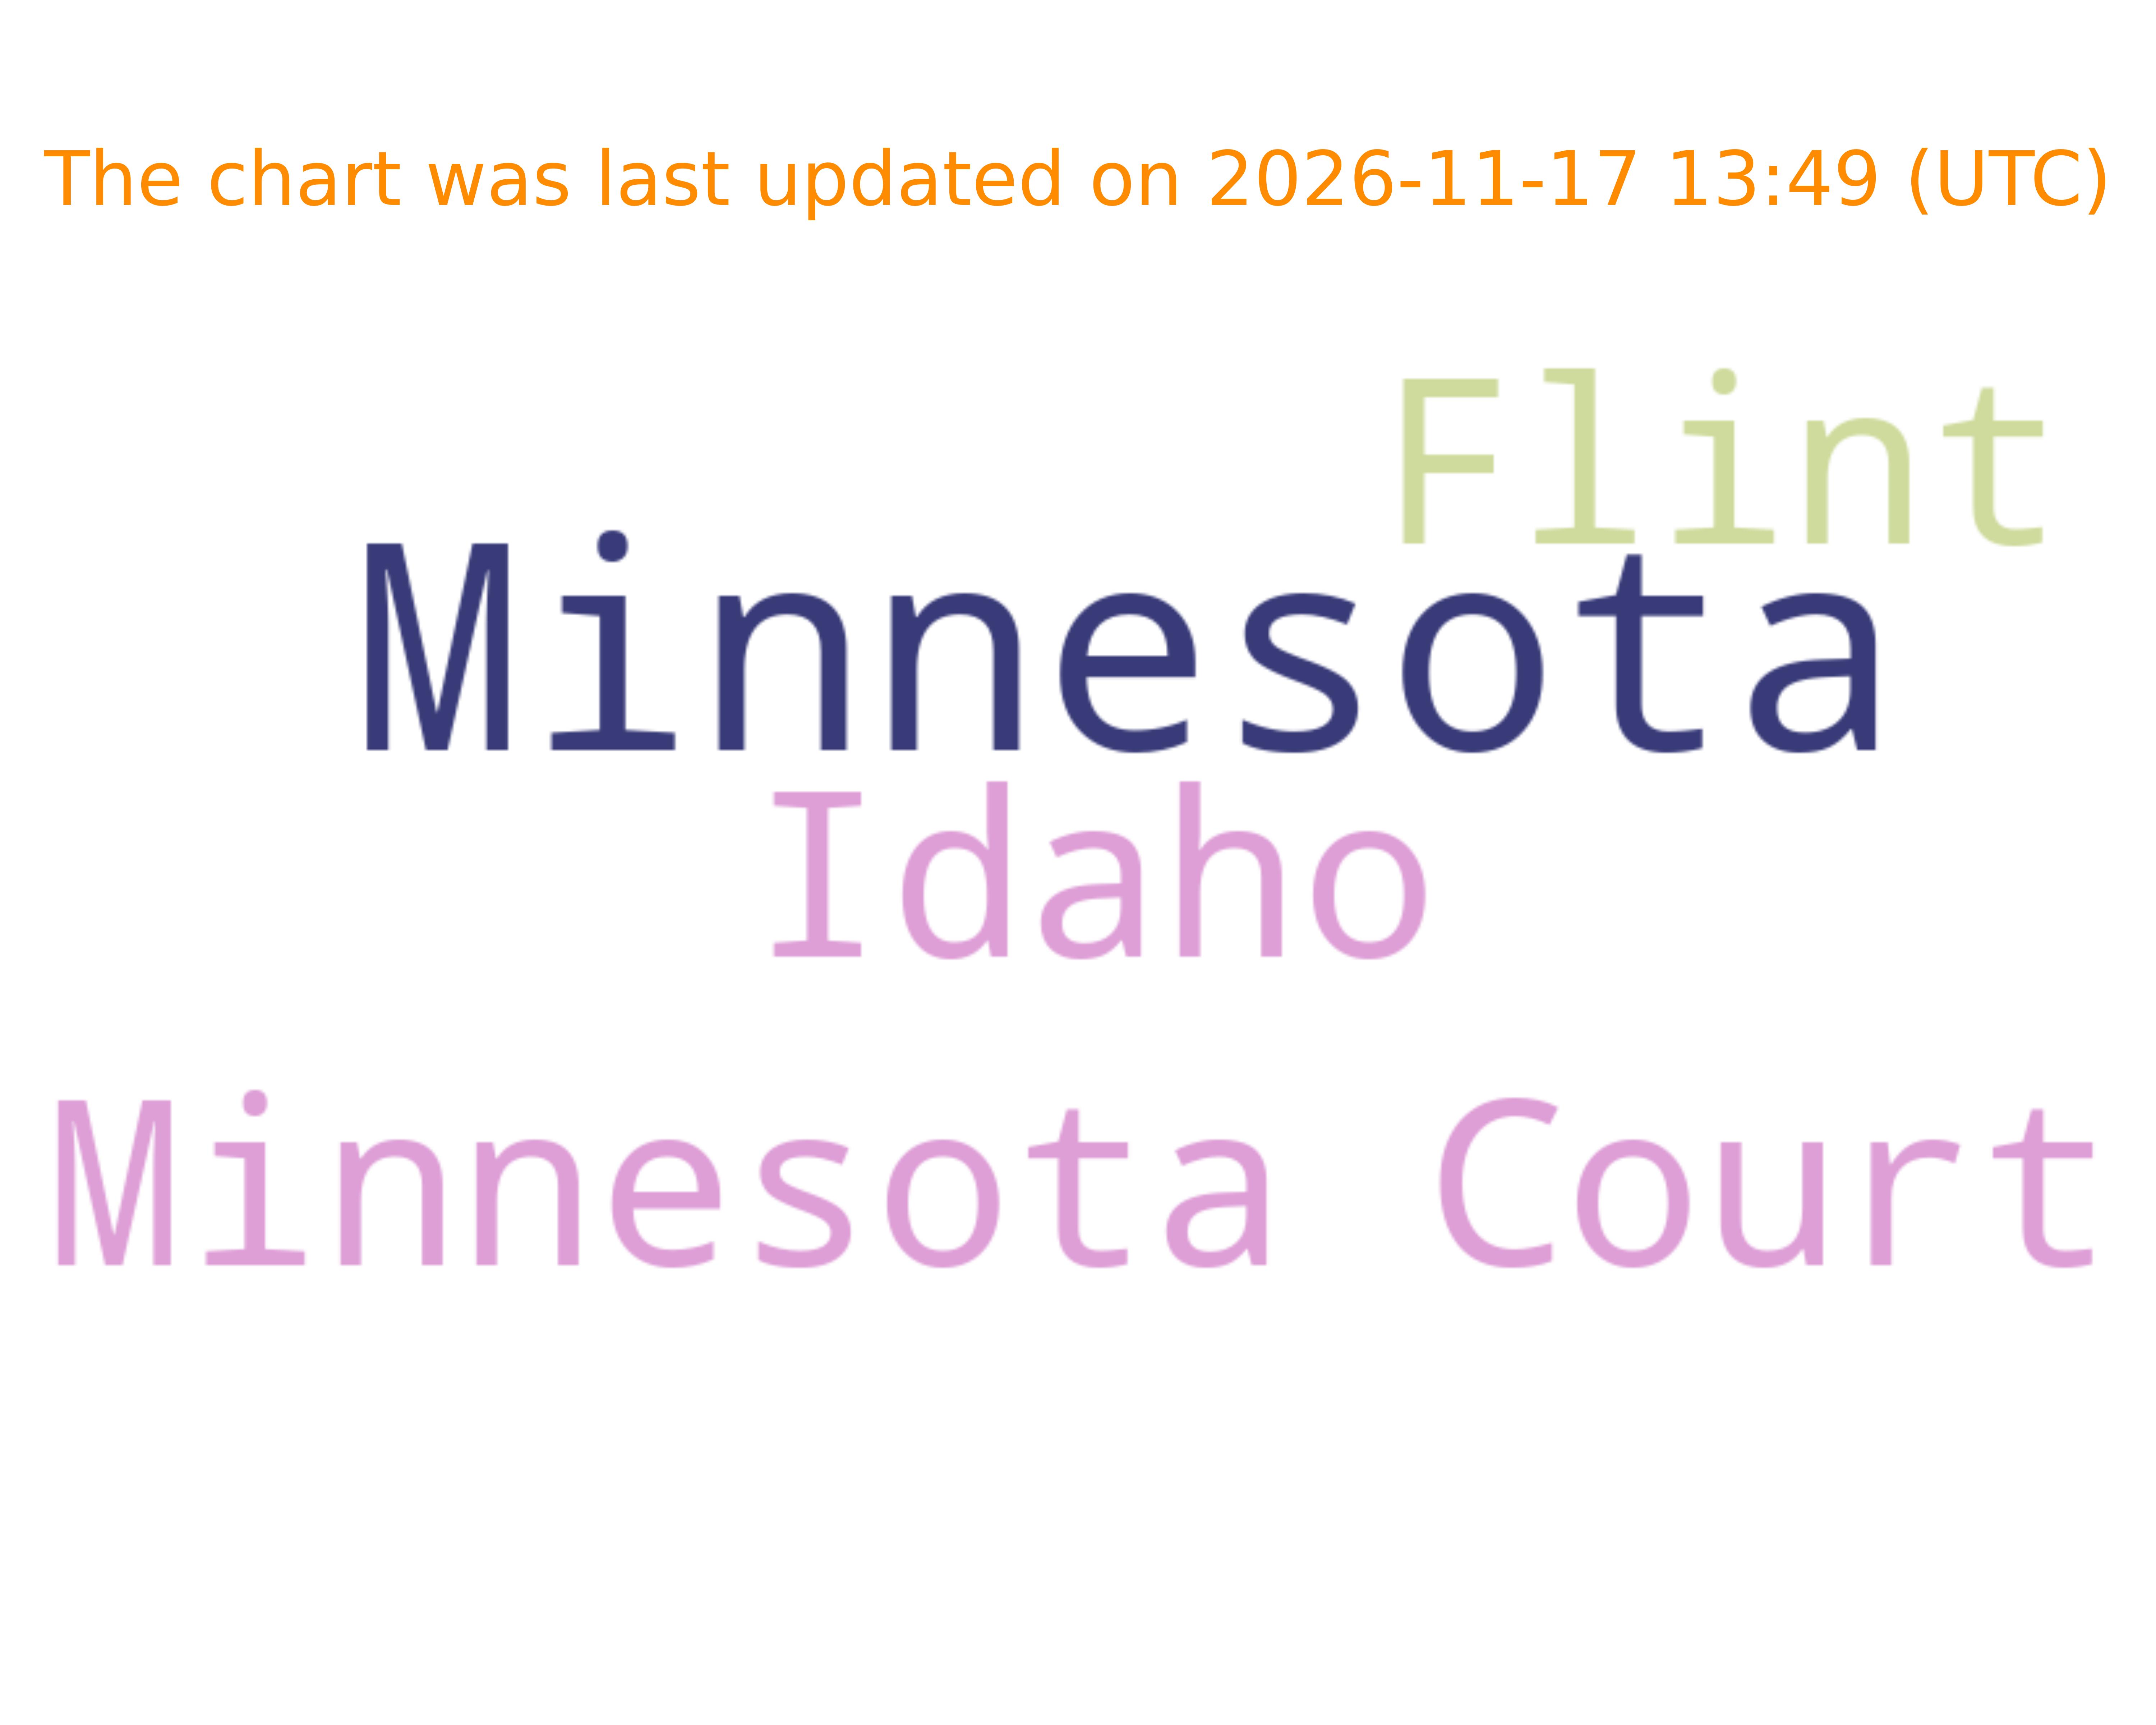 The chart was last updated on 2026-11-17 13:49 (UTC)
Flint
Minnesota
Idaho
Minnesota Court